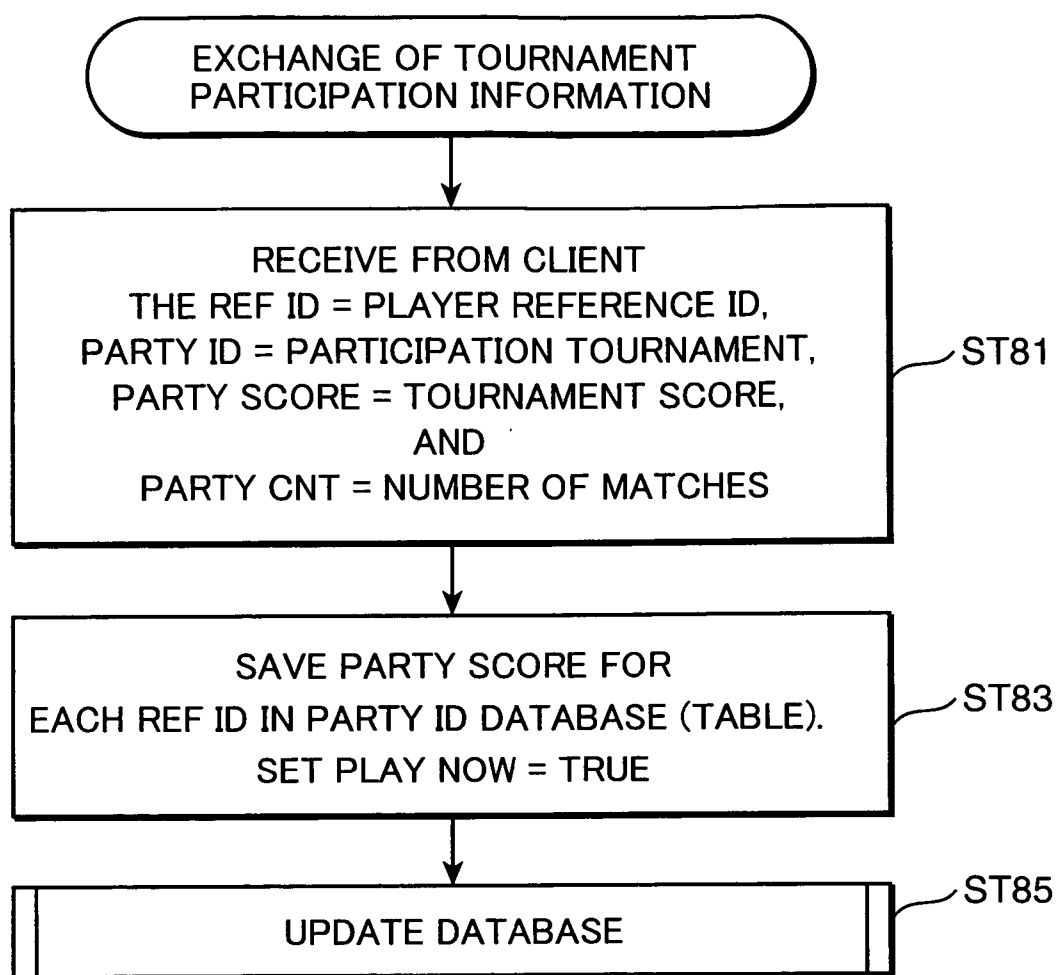 EXCHANGE OF TOURNAMENT
PARTICIPATION INFORMATION
RECEIVE FROM CLIENT
THE REF ID = PLAYER REFERENCE ID,
PARTY ID = PARTICIPATION TOURNAMENT,
PARTY SCORE = TOURNAMENT SCORE,
AND
PARTY CNT = NUMBER OF MATCHES
ST81
SAVE PARTY SCORE FOR
EACH REF ID IN PARTY ID DATABASE (TABLE).
SET PLAY NOW = TRUE
ST83
UPDATE DATABASE
ST85